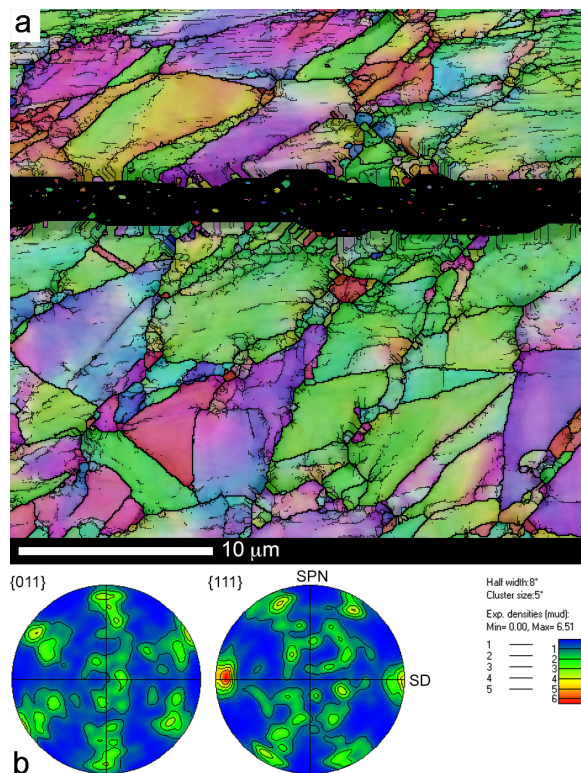 a
10 μm
{011}
{111}
SPN
SD
Half width:8°
Cluster size:5°
Exp. densities (mud):
Min= 0.00, Max= 6.51
1
2
3
4
5
1
2
3
4
5
6
b